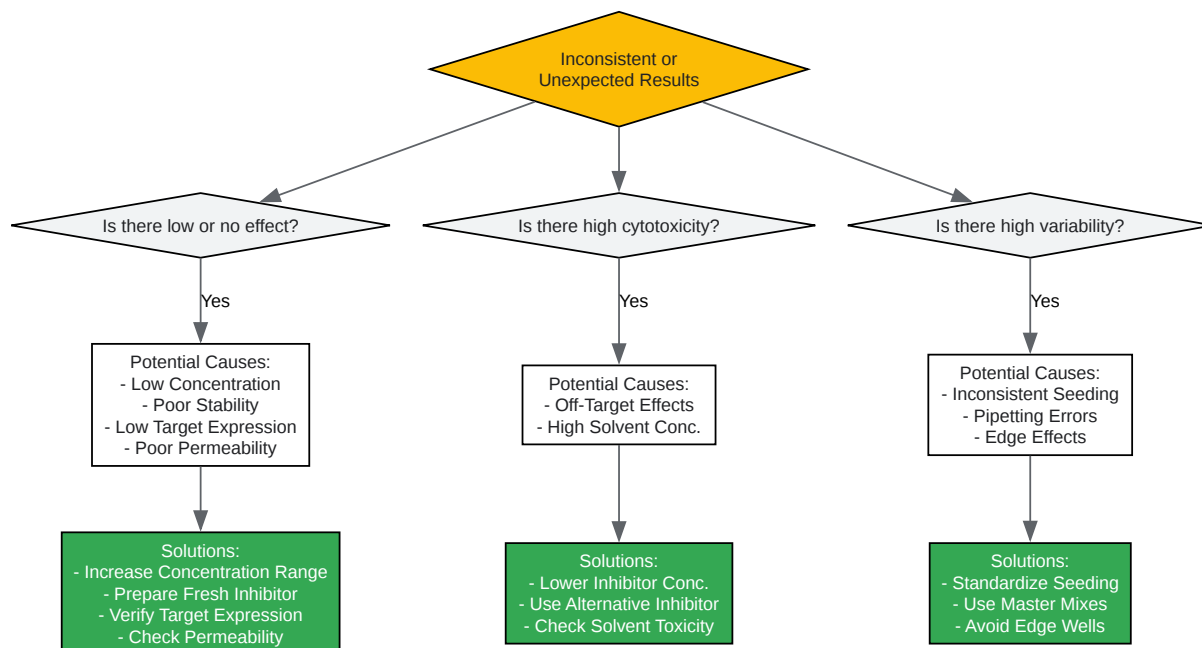 Inconsistent or
Unexpected Results
Is there low or no effect?
Is there high cytotoxicity?
Is there high variability?
Yes
Yes
Yes
Potential Causes:
- Low Concentration
- Poor Stability
- Low Target Expression
- Poor Permeability
Potential Causes:
- Off-Target Effects
- High Solvent Conc.
Potential Causes:
- Inconsistent Seeding
- Pipetting Errors
- Edge Effects
Solutions:
- Increase Concentration Range
- Prepare Fresh Inhibitor
- Verify Target Expression
- Check Permeability
Solutions:
- Lower Inhibitor Conc.
- Use Alternative Inhibitor
- Check Solvent Toxicity
Solutions:
- Standardize Seeding
- Use Master Mixes
- Avoid Edge Wells